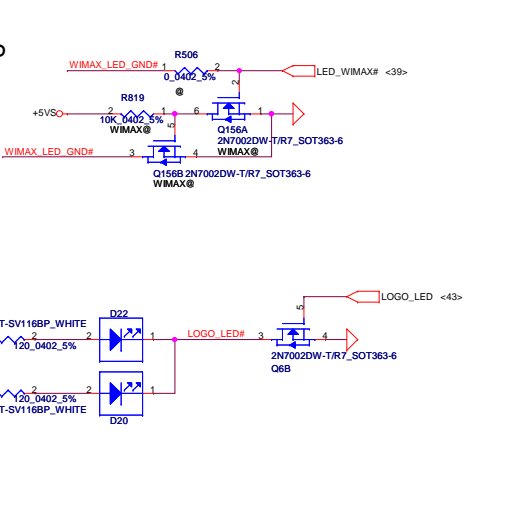 R506
WIMAX_LED_GND# 1 2 LED_WIMAX# <39>
0_0402_5%
@
2
R819
+5VS 2 1 6 1
10K_0402_5%
WIMAX@
5
Q156A
2N7002DW-T/R7_SOT363-6
WIMAX@
WIMAX_LED_GND# 3 4
Q156B 2N7002DW-T/R7_SOT363-6
WIMAX@
LOGO_LED <43>
5
D22
T-SV116BP_WHITE
2 2 1 LOGO_LED# 3 4
120_0402_5%
2N7002DW-T/R7_SOT363-6
Q6B
2 2 1
120_0402_5%
T-SV116BP_WHITE
D20